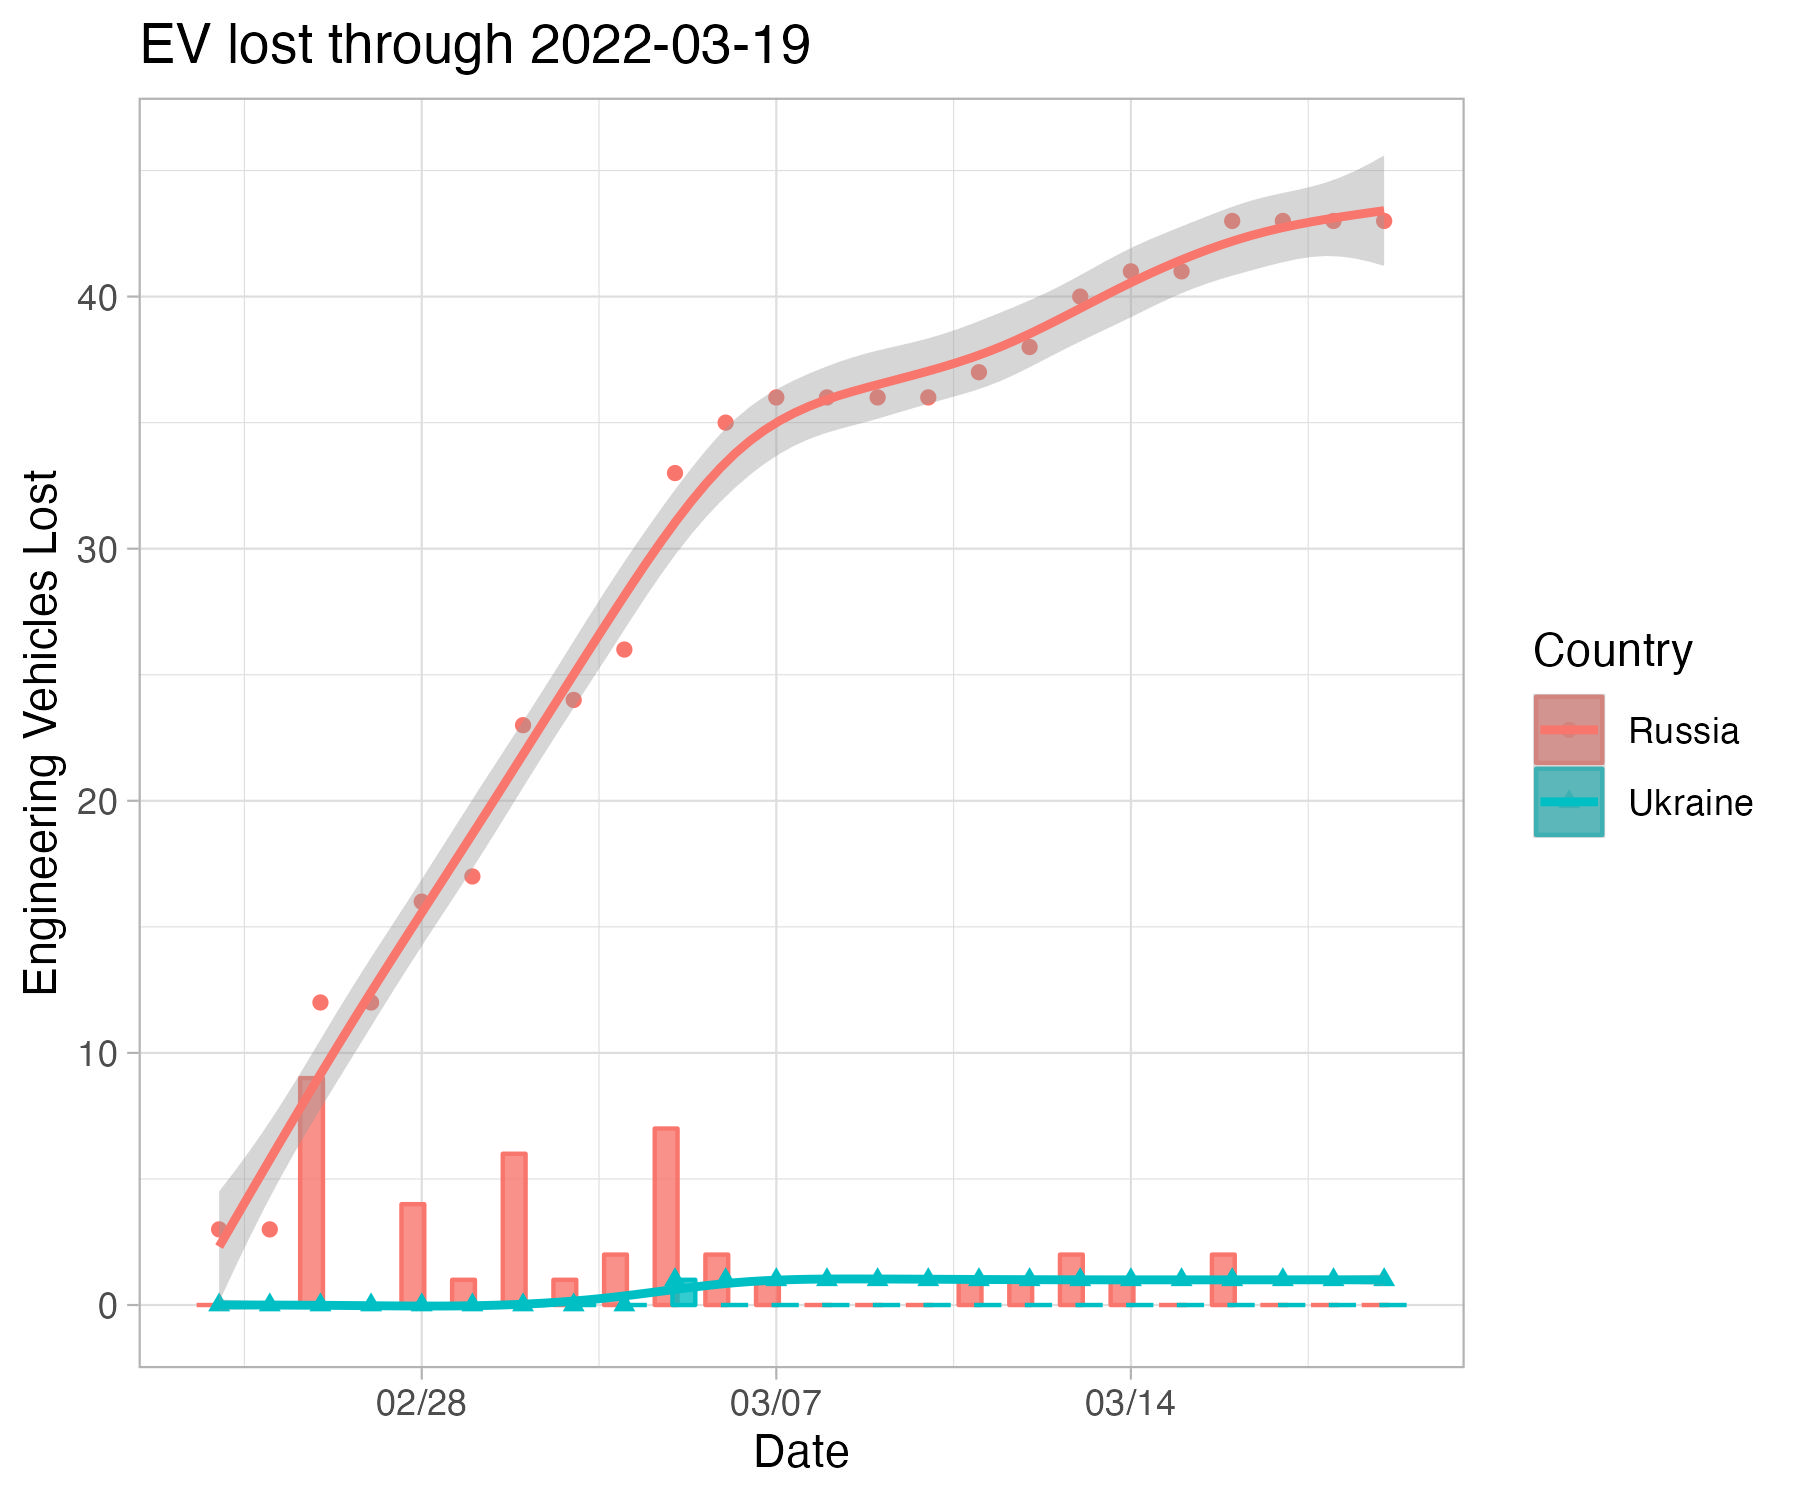 EV lost through 2022-03-19
Engineering Vehicles Lost
40
30
20
10
0
02/28
03/07
03/14
Date
Country
Russia
Ukraine